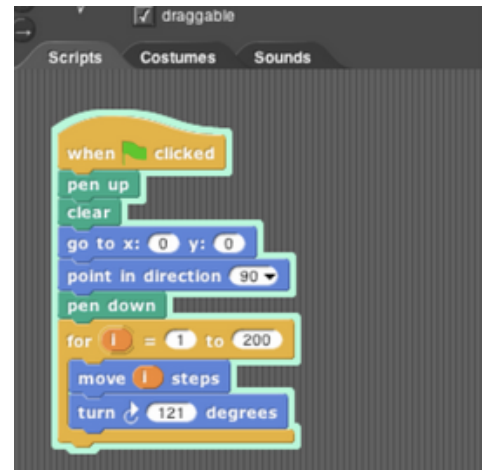 draggable
Scripts Costumes Sounds
when clicked
pen up
clear
go to x: 0 y: 0
point in direction 90
pen down
for i = 1 to 200
move i steps
turn 121 degrees